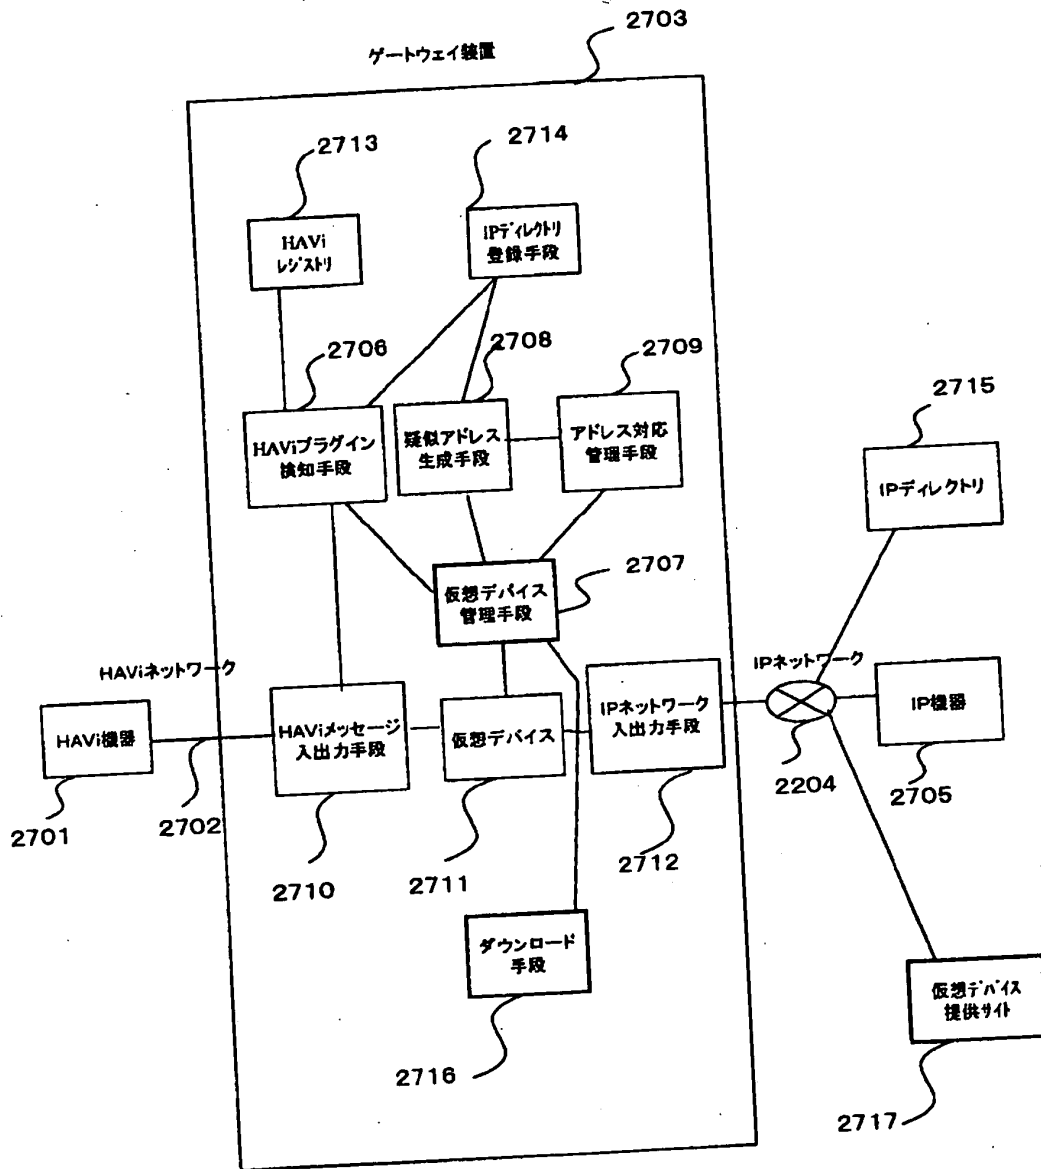 2703
ゲートウェイ装置
2713
2714
HAVi
レジストリ
IPディレクトリ
登録手段
2706
2708
2709
2715
HAViプラグイン
検知手段
疑似アドレス
生成手段
アドレス対応
管理手段
IPディレクトリ
2707
仮想デバイス
管理手段
HAViネットワーク
IPネットワーク
HAVi機器
HAViメッセージ
入出力手段
仮想デバイス
IPネットワーク
入出力手段
IP機器
2701
2702
2710
2711
2712
2204
2705
ダウンロード
手段
仮想デバイス
提供サイト
2716
2717